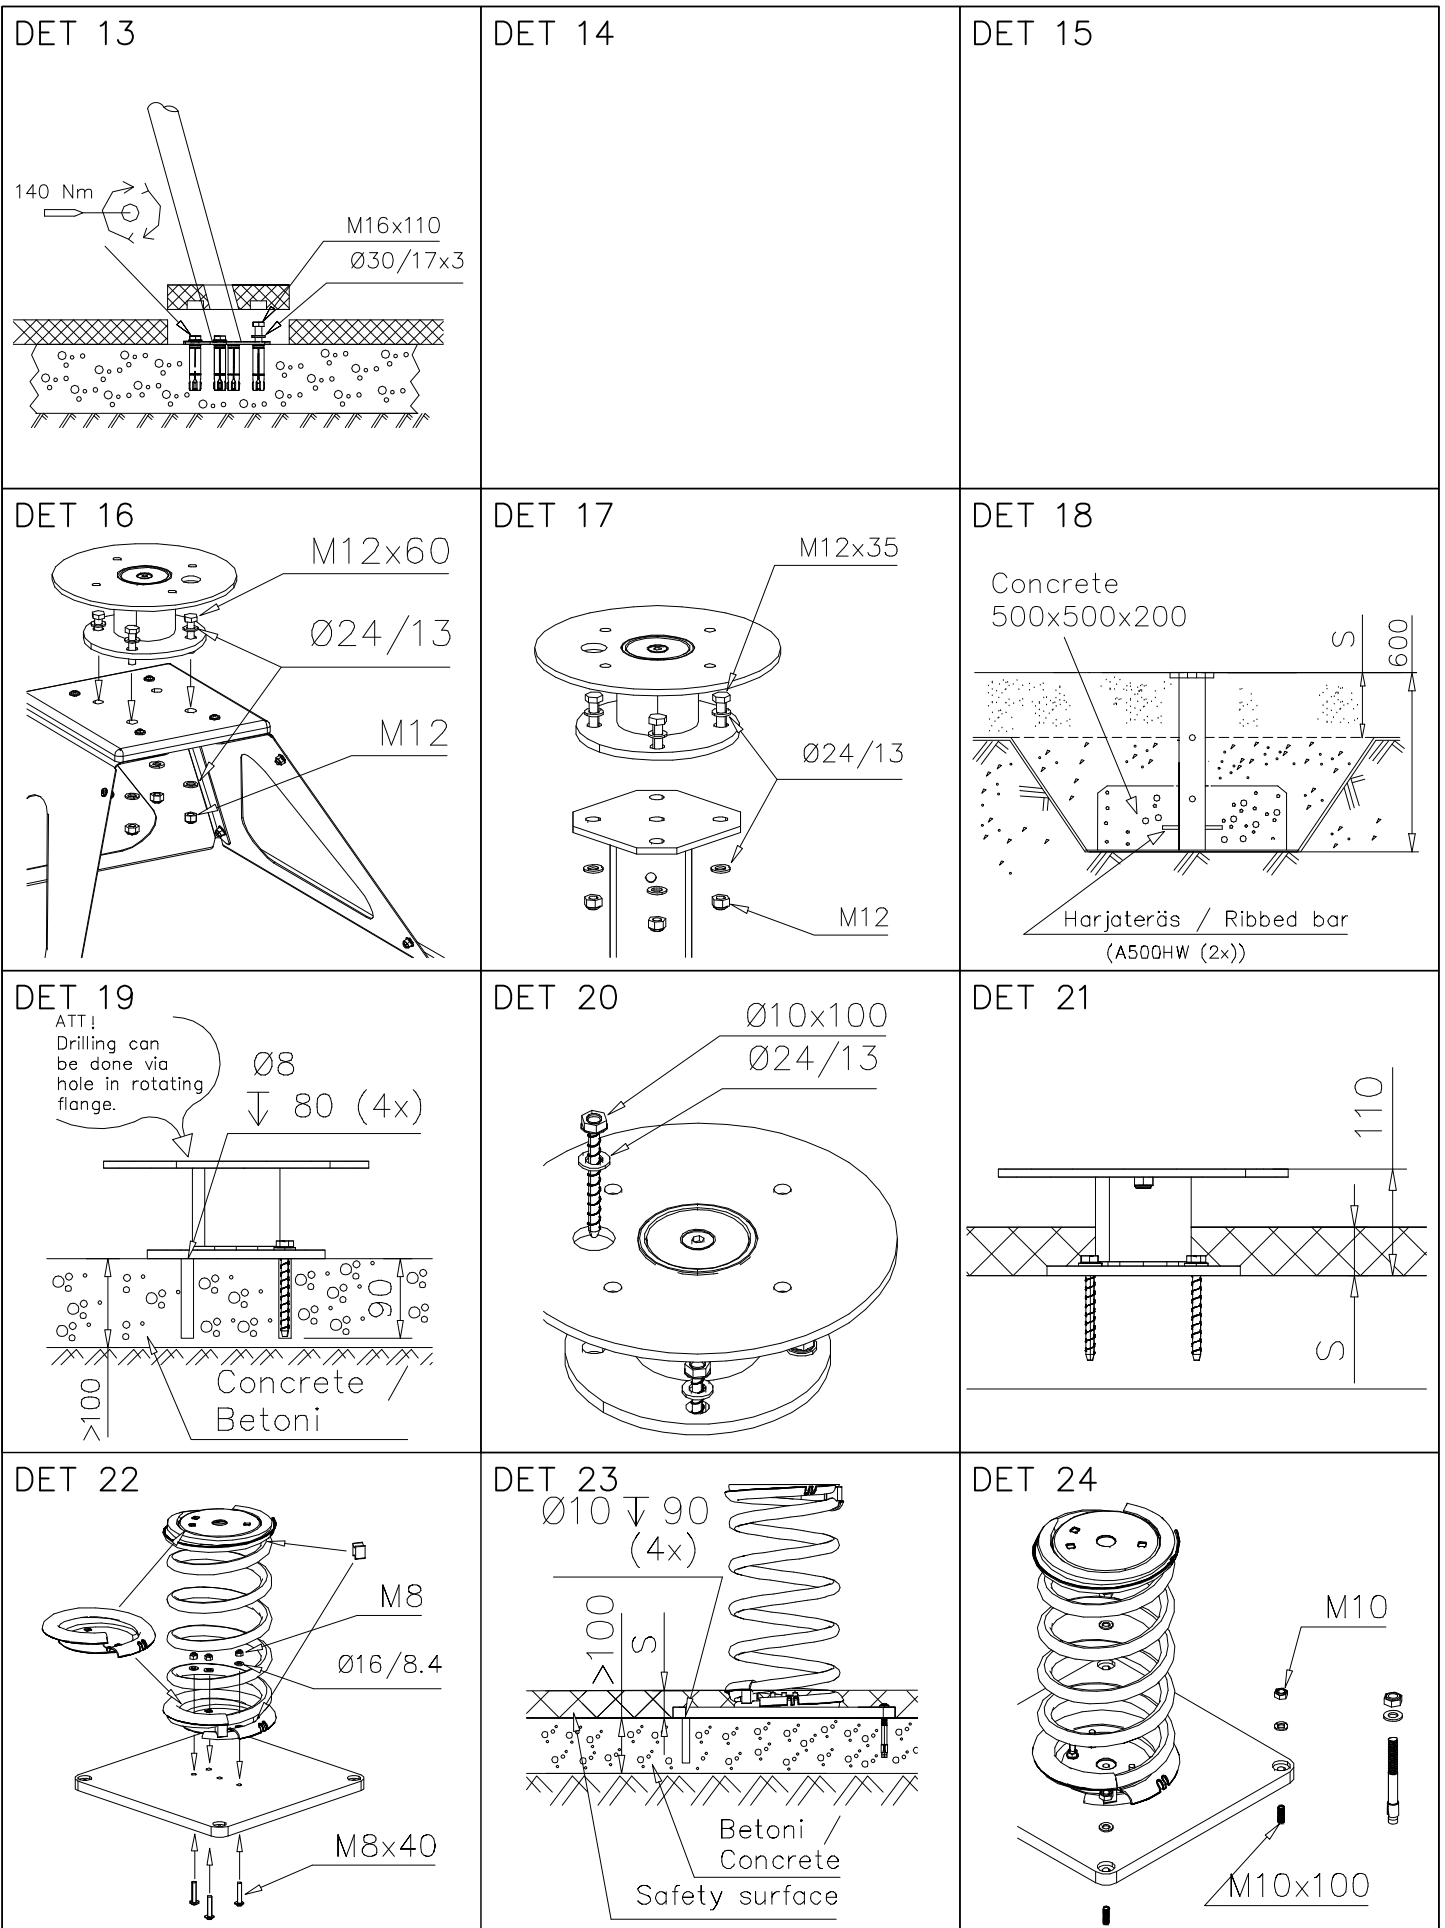 DET 13
140 Nm
M16x110
Ø30/17x3
DET 14
DET 15
DET 16
M12x60
Ø24/13
M12
DET 17
M12x35
Ø24/13
M12
DET 18
Concrete
500x500x200
S
600
Harjateräs / Ribbed bar
(A500HW (2x))
DET 19
ATT!
Drilling can
be done via
hole in rotating
flange.
Ø8
↧ 80 (4x)
90
>100
Concrete /
Betoni
DET 20
Ø10x100
Ø24/13
DET 21
110
S
DET 22
M8
Ø16/8.4
M8x40
DET 23
Ø10 ↧ 90
(4x)
>100
S
Betoni /
Concrete
Safety surface
DET 24
M10
M10x100